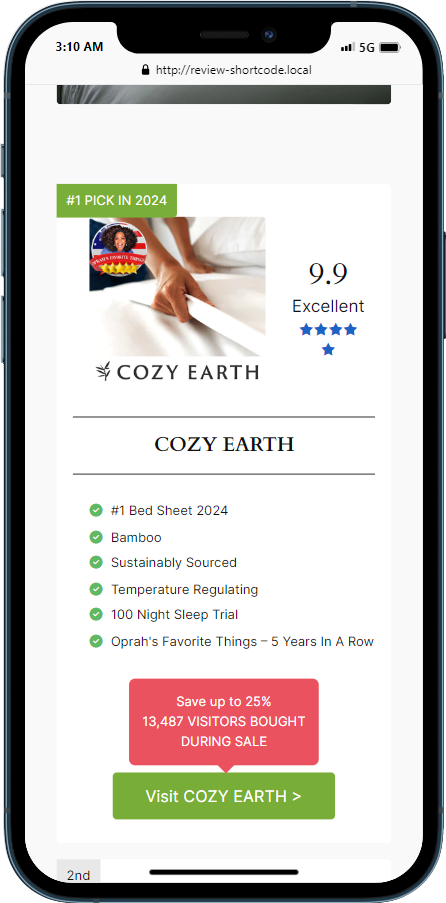 3:10 AM
5G
http://review-shortcode.local
#1 PICK IN 2024
OPRAH'S FAVORITE THINGS
9.9
Excellent
COZY EARTH
COZY EARTH
#1 Bed Sheet 2024
Bamboo
Sustainably Sourced
Temperature Regulating
100 Night Sleep Trial
Oprah's Favorite Things – 5 Years In A Row
Save up to 25%
13,487 VISITORS BOUGHT
DURING SALE
Visit COZY EARTH >
2nd